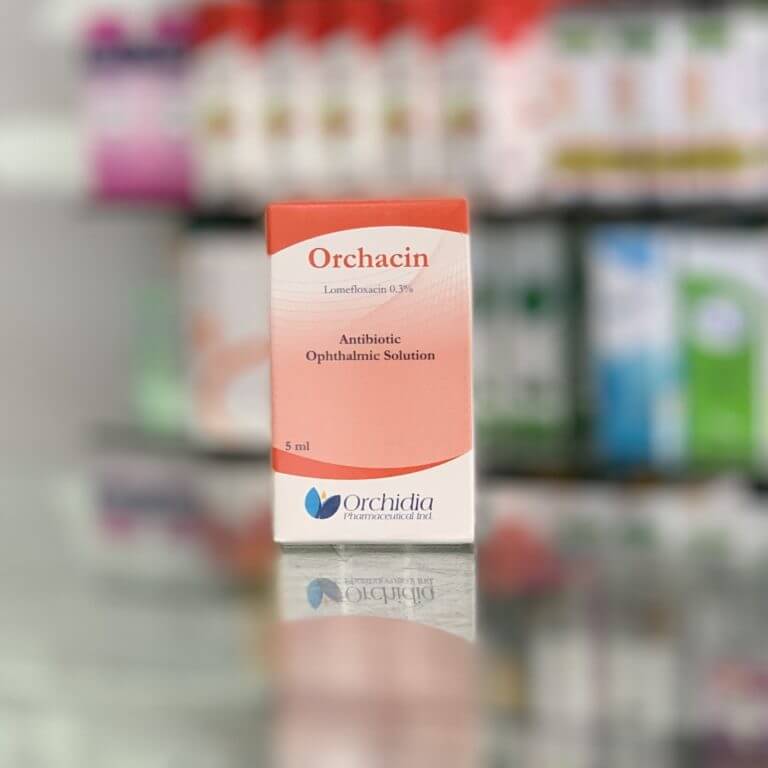 Orchacin
Lomefloxacin 0.3%
Antibiotic
Ophthalmic Solution
5 ml
Orchidia
Pharmaceutical Ind.